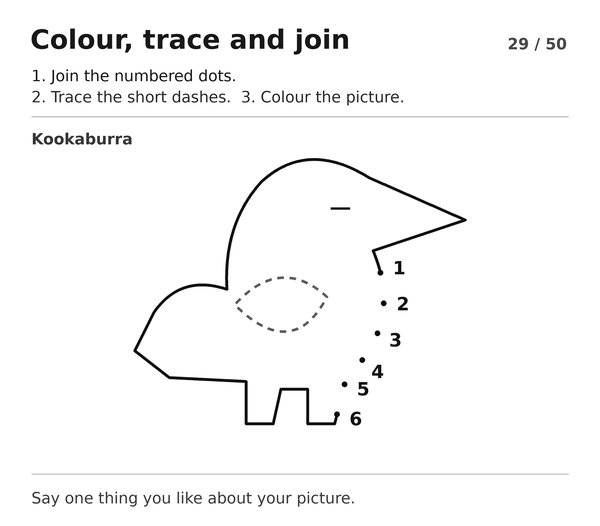 Colour, trace and join
29 / 50
1. Join the numbered dots.
2. Trace the short dashes.  3. Colour the picture.
Kookaburra
1
2
3
4
5
6
Say one thing you like about your picture.